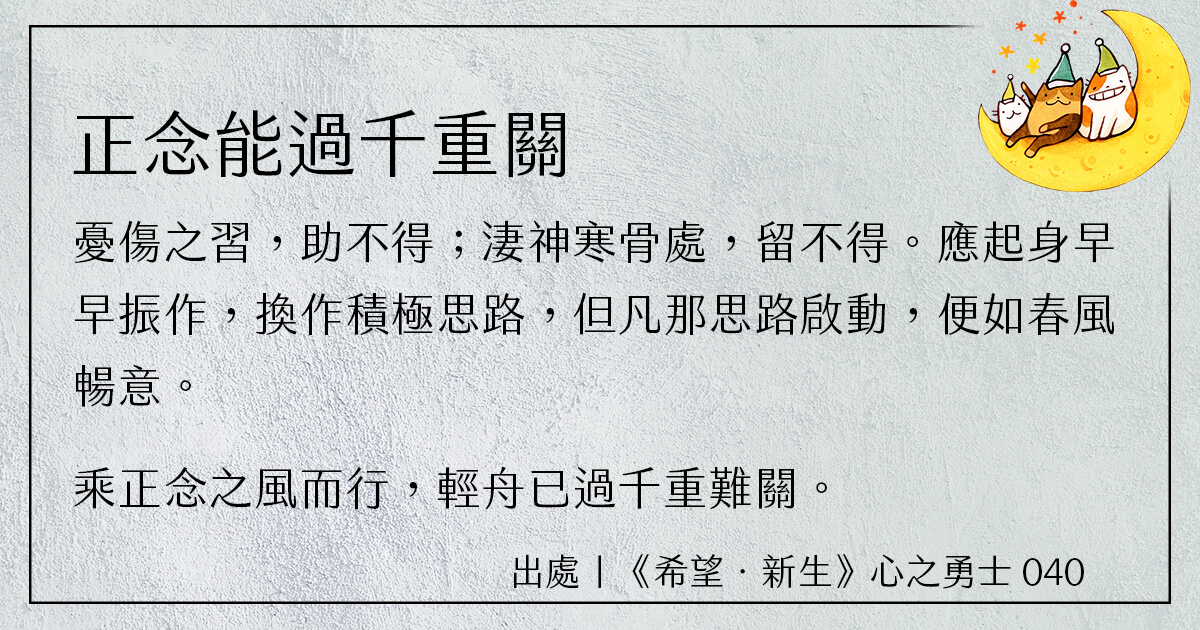 正念能過千重關
憂傷之習，助不得；淒神寒骨處，留不得。應起身早
早振作，換作積極思路，但凡那思路啟動，便如春風
暢意。
乘正念之風而行，輕舟已過千重難關。
出處｜《希望．新生》心之勇士 040